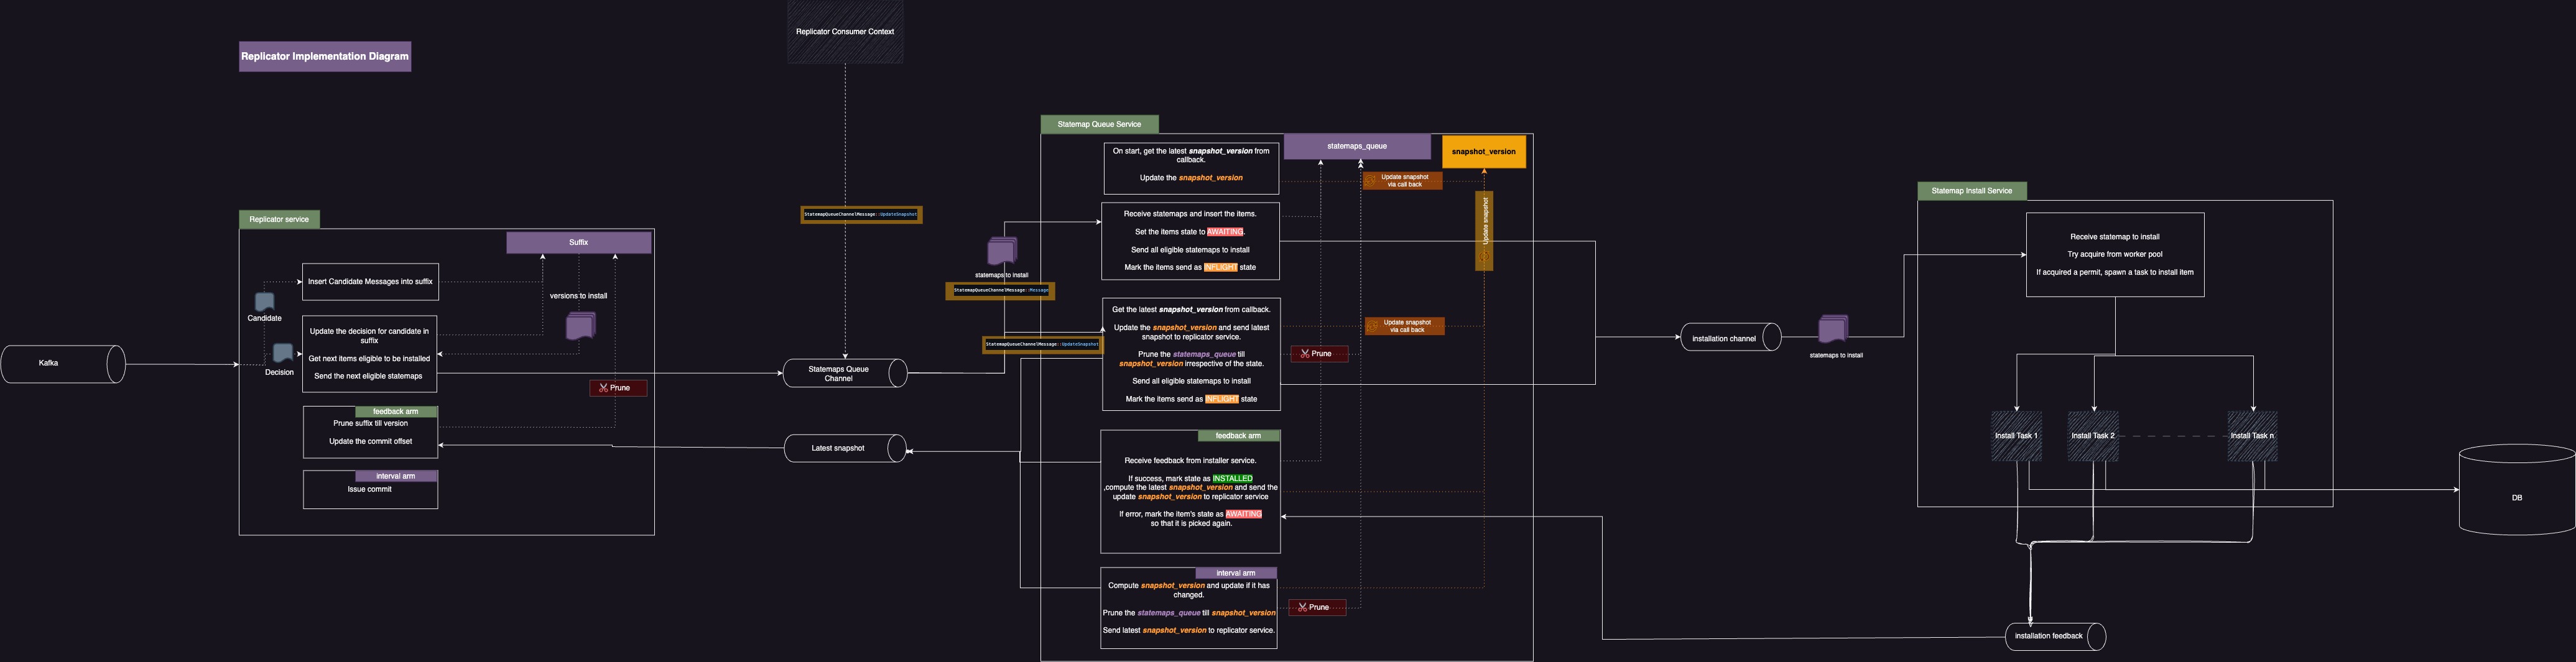 Replicator Consumer Context
Replicator Implementation Diagram
Statemap Queue Service
On start, get the latest snapshot_version from
callback.
Update the snapshot_version
statemaps_queue
snapshot_version
Update snapshot
via call back
StatemapQueueChannelMessage::UpdateSnapshot
Receive statemaps and insert the items.
Set the items state to AWAITING.
Send all eligible statemaps to install
Mark the items send as INFLIGHT state
Update snapshot
statemaps to install
StatemapQueueChannelMessage::Message
Get the latest snapshot_version from callback.
Update the snapshot_version and send latest
snapshot to replicator service.
Prune the statemaps_queue till
snapshot_version irrespective of the state.
Send all eligible statemaps to install
Mark the items send as INFLIGHT state
Update snapshot
via call back
Prune
StatemapQueueChannelMessage::UpdateSnapshot
Replicator service
Suffix
Insert Candidate Messages into suffix
versions to install
Candidate
Update the decision for candidate in
suffix
Get next items eligible to be installed
Send the next eligible statemaps
Decision
Kafka
Prune
feedback arm
Prune suffix till version
Update the commit offset
interval arm
Issue commit
Statemaps Queue
Channel
Latest snapshot
feedback arm
Receive feedback from installer service.
If success, mark state as INSTALLED
,compute the latest snapshot_version and send the
update snapshot_version to replicator service
If error, mark the item's state as AWAITING
so that it is picked again.
interval arm
Compute snapshot_version and update if it has
changed.
Prune the statemaps_queue till snapshot_version
Send latest snapshot_version to replicator service.
Prune
installation channel
statemaps to install
Statemap Install Service
Receive statemap to install
Try acquire from worker pool
If acquired a permit, spawn a task to install item
Install Task 1
Install Task 2
Install Task n
DB
installation feedback